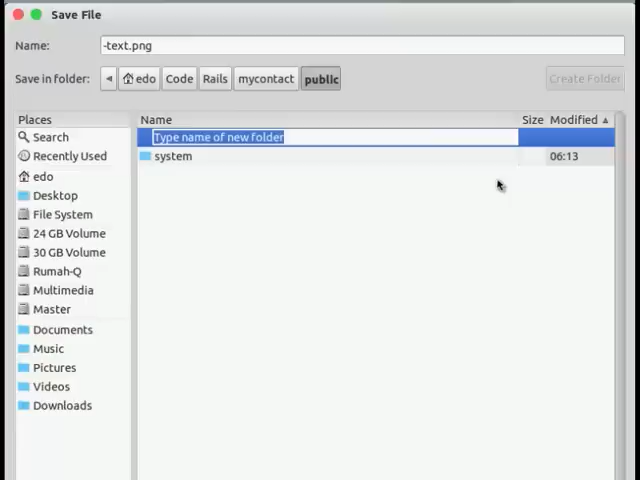 Save File
Name: -text.png
Save in folder: edo Code Rails mycontact public Create Folder
Places Name Size Modified
Search Type name of new folder
Recently Used system 06:13
edo
Desktop
File System
24 GB Volume
30 GB Volume
Rumah-Q
Multimedia
Master
Documents
Music
Pictures
Videos
Downloads